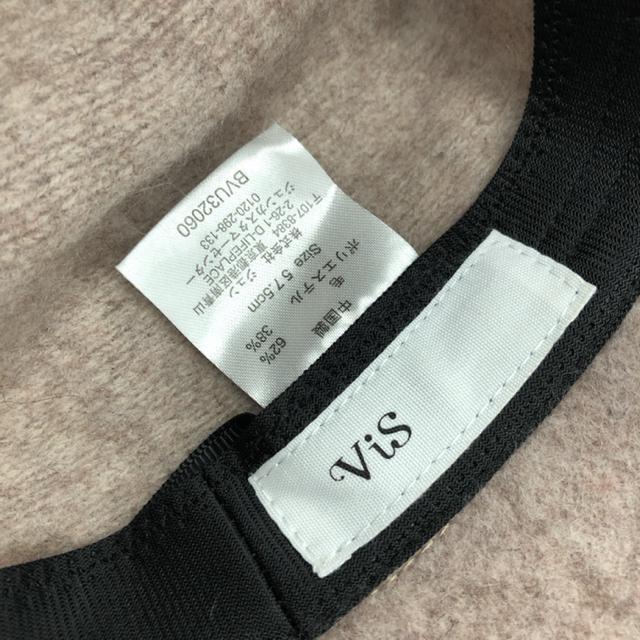 ViS
中国製
毛 62%
ポリエステル 38%
Size 57.5cm
株式会社 ジュン
〒107-8384 東京都港区南青山
2-26-1 D-LIFEPLACE
ジュンカスタマーセンター
0120-298-133
BVU32060